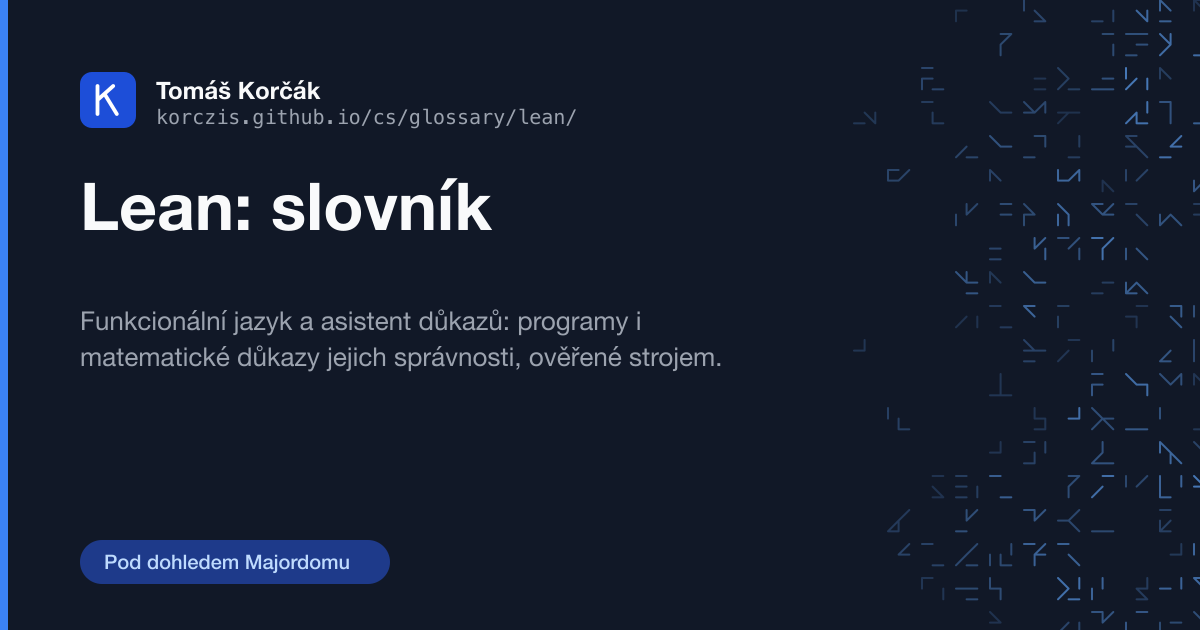 K
Tomáš Korčák
korczis.github.io/cs/glossary/lean/
Lean: slovník
Funkcionální jazyk a asistent důkazů: programy i
matematické důkazy jejich správnosti, ověřené strojem.
Pod dohledem Majordomu